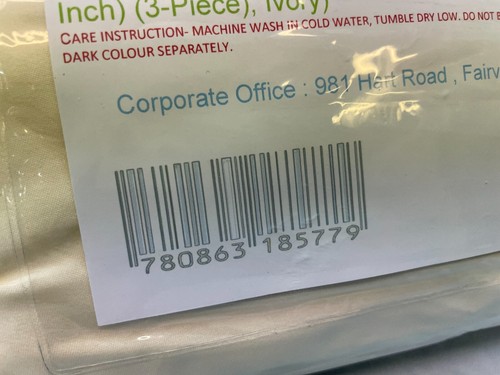 Inch) (3-Piece), Ivory)
CARE INSTRUCTION- MACHINE WASH IN COLD WATER, TUMBLE DRY LOW. DO NOT
DARK COLOUR SEPARATELY.
Corporate Office : 981 Hart Road , Fairv
780863 185779